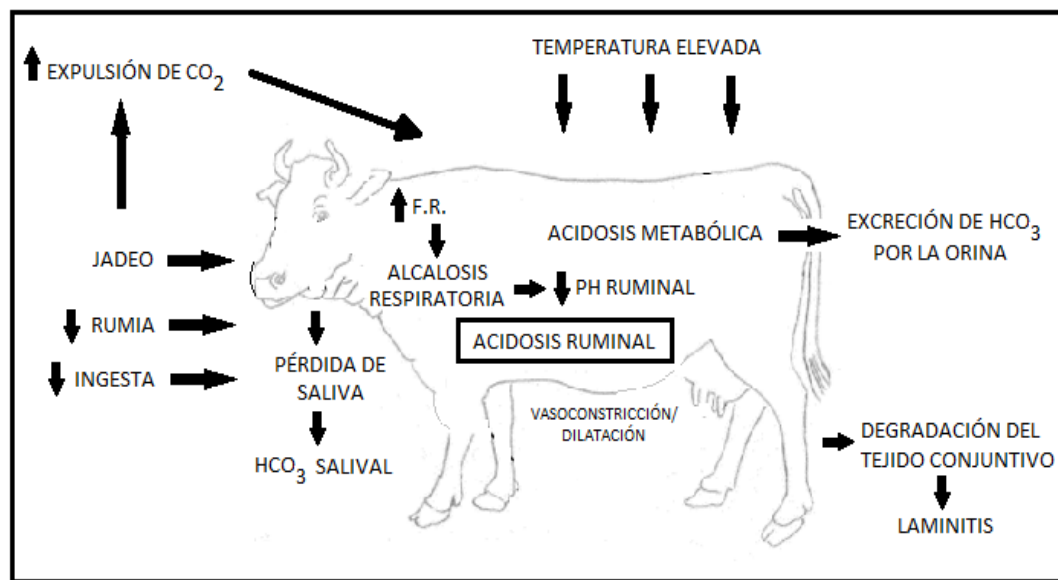 TEMPERATURA ELEVADA
EXPULSIÓN DE CO2
F.R.
ACIDOSIS METABÓLICA
EXCRECIÓN DE HCO3
POR LA ORINA
JADEO
ALCALOSIS
RESPIRATORIA
PH RUMINAL
RUMIA
ACIDOSIS RUMINAL
INGESTA
PÉRDIDA DE
SALIVA
VASOCONSTRICCIÓN/
DILATACIÓN
HCO3 SALIVAL
DEGRADACIÓN DEL
TEJIDO CONJUNTIVO
LAMINITIS